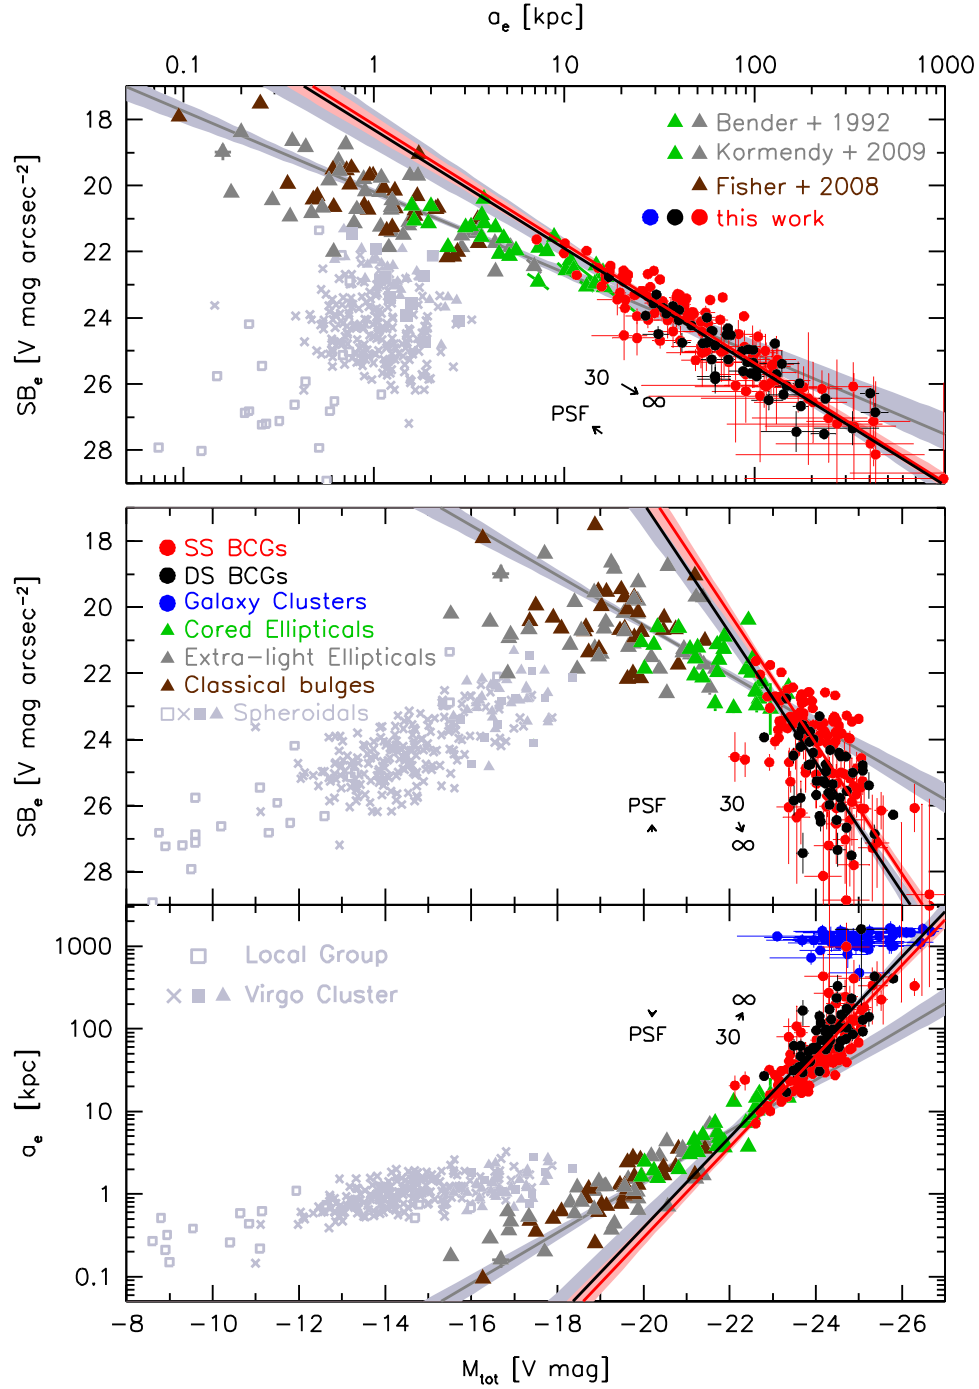 a_e [kpc]
0.1 1 10 100 1000
SB_e [V mag arcsec⁻²]
18
20
22
24
26
28
Bender + 1992
Kormendy + 2009
Fisher + 2008
this work
30
∞
PSF
SB_e [V mag arcsec⁻²]
18
20
22
24
26
28
SS BCGs
DS BCGs
Galaxy Clusters
Cored Ellipticals
Extra-light Ellipticals
Classical bulges
Spheroidals
PSF
30
∞
a_e [kpc]
1000
100
10
1
0.1
Local Group
Virgo Cluster
PSF
∞
30
-8 -10 -12 -14 -16 -18 -20 -22 -24 -26
M_tot [V mag]